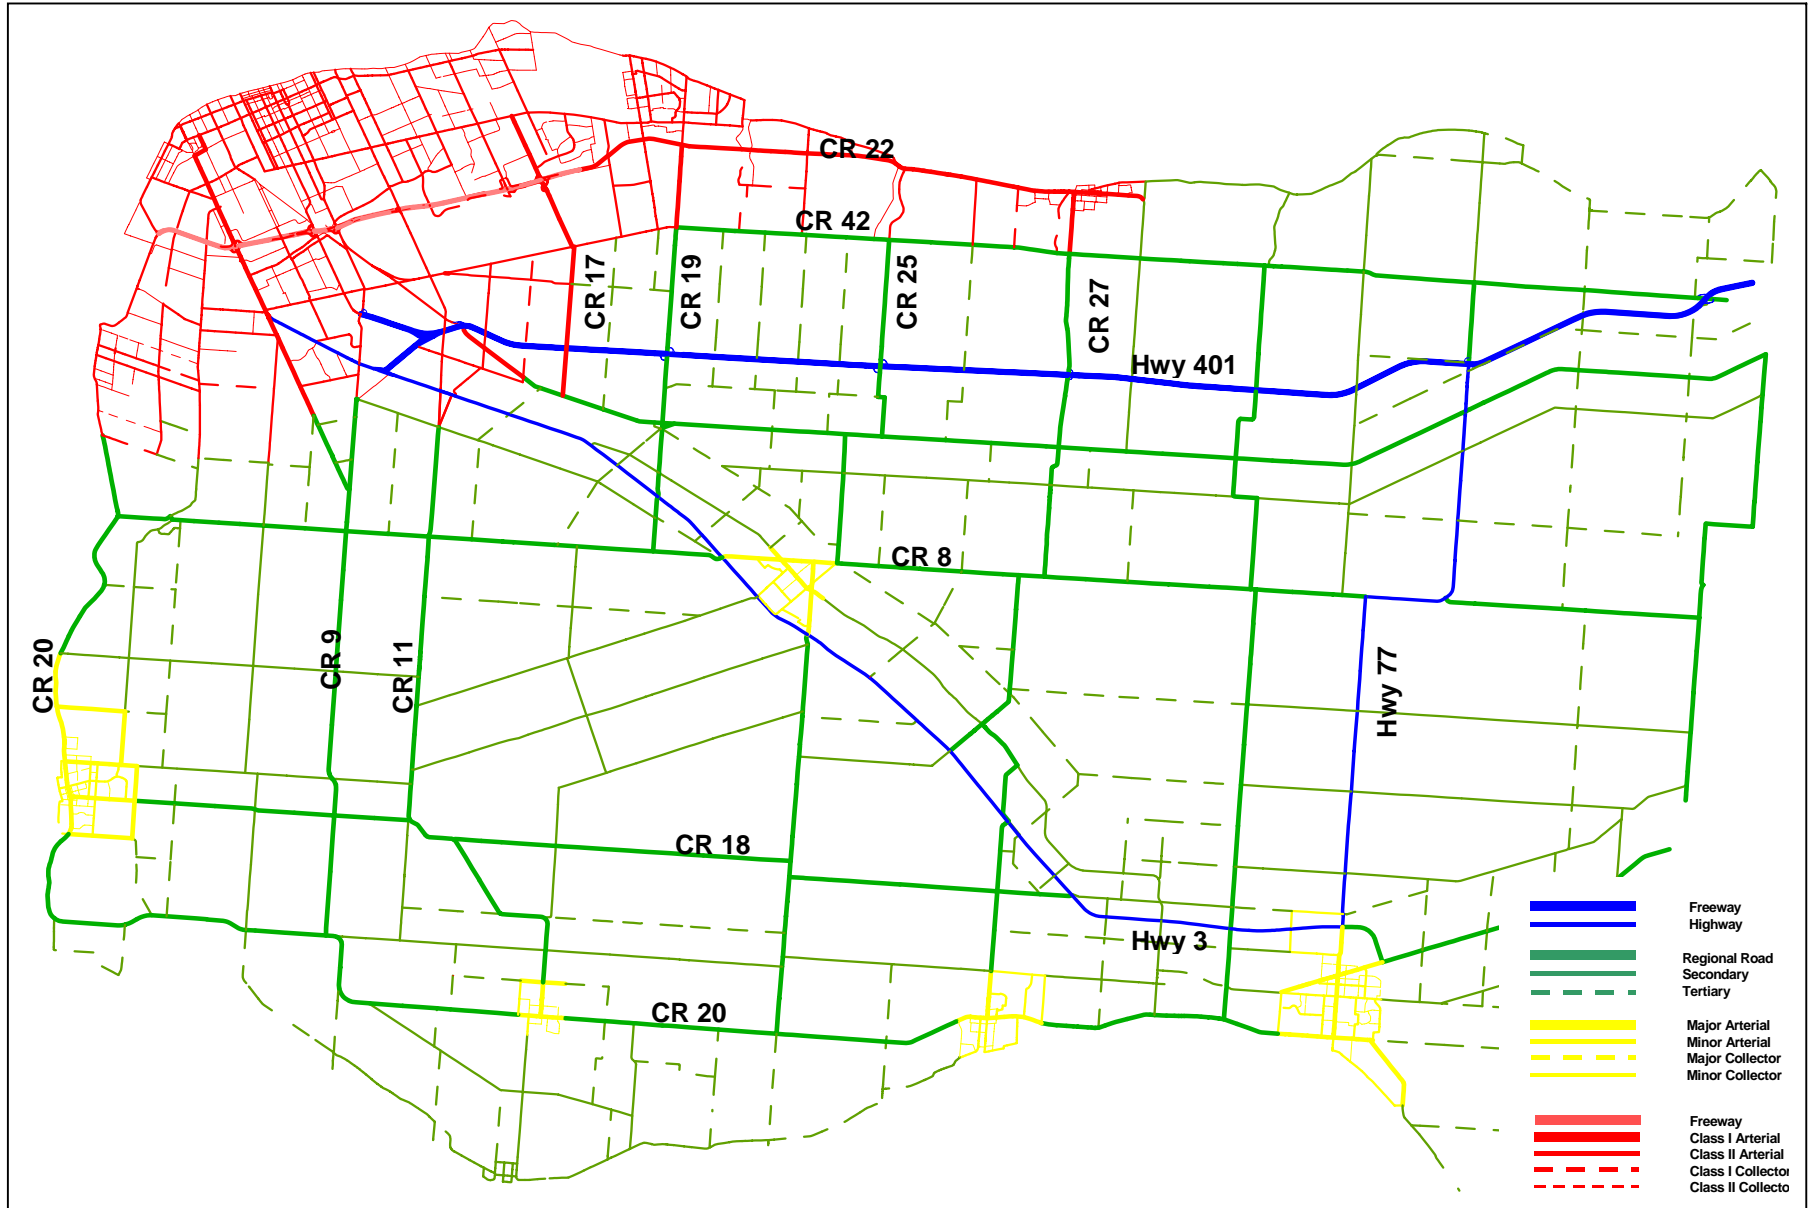 CR 22
CR 42
CR 17
CR 19
CR 25
CR 27
Hwy 401
CR 8
CR 20
CR 9
CR 11
Hwy 77
CR 18
Hwy 3
CR 20
Freeway
Highway
Regional Road
Secondary
Tertiary
Major Arterial
Minor Arterial
Major Collector
Minor Collector
Freeway
Class I Arterial
Class II Arterial
Class I Collector
Class II Collecto